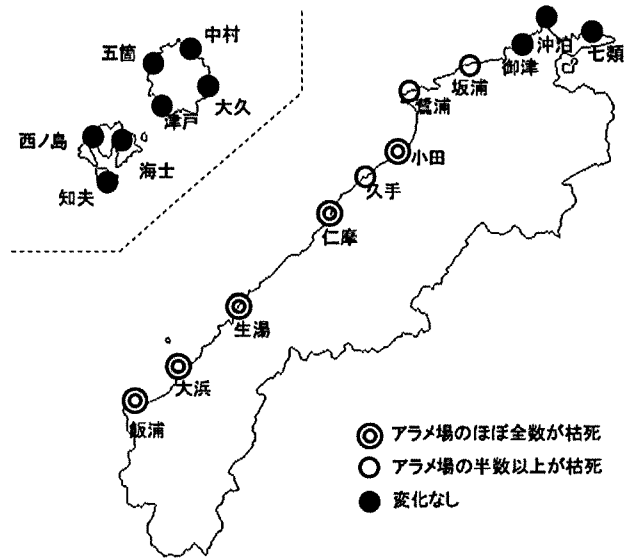 中村
五箇
大久
津戸
西ノ島
海士
知夫
沖泊
七類
御津
坂浦
鷺浦
小田
久手
仁摩
生湯
大浜
飯浦
アラメ場のほぼ全数が枯死
アラメ場の半数以上が枯死
変化なし